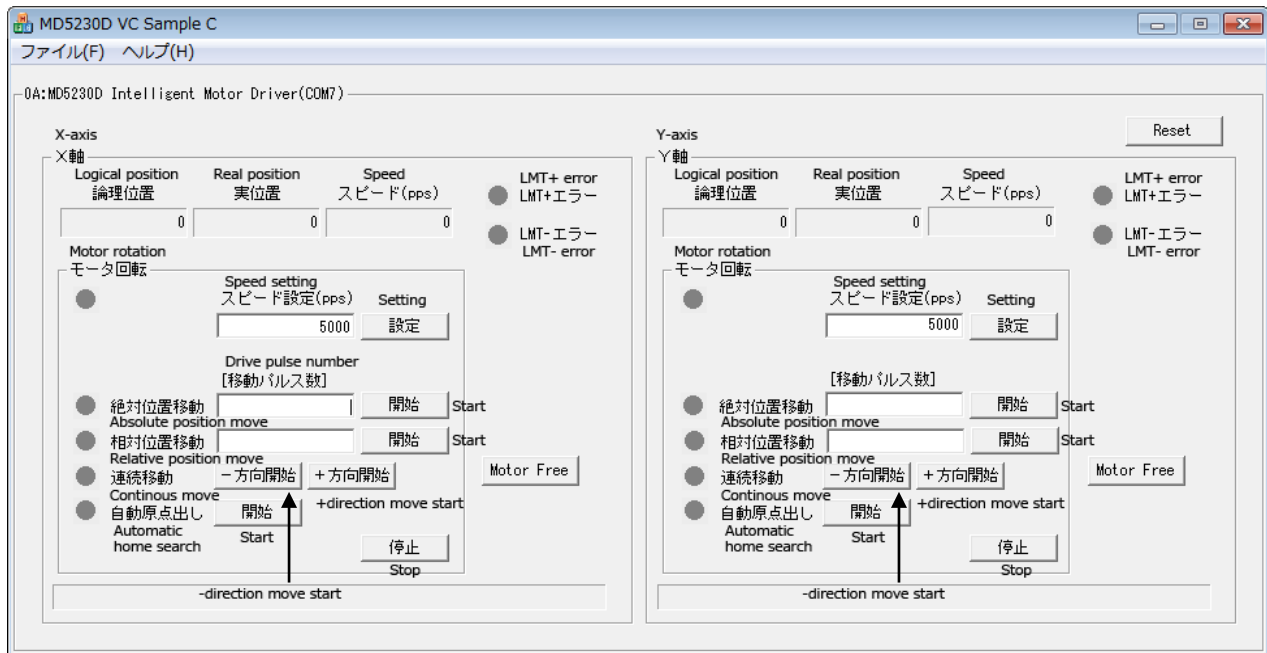 MD5230D VC Sample C
ファイル(F) ヘルプ(H)
0A:MD5230D Intelligent Motor Driver(COM7)
Reset
X-axis
X軸
Logical position Real position Speed
論理位置 実位置 スピード(pps)
LMT+ error
LMT+エラー
0 0 0
LMT-エラー
LMT- error
Motor rotation
モータ回転
Speed setting
スピード設定(pps) Setting
5000 設定
Drive pulse number
[移動パルス数]
絶対位置移動 開始 Start
Absolute position move
相対位置移動 開始 Start
Relative position move
連続移動 -方向開始 +方向開始 Motor Free
Continous move
+direction move start
自動原点出し 開始
Automatic
home search
Start
停止
Stop
-direction move start
Y-axis
Y軸
Logical position Real position Speed
論理位置 実位置 スピード(pps)
LMT+ error
LMT+エラー
0 0 0
LMT-エラー
LMT- error
Motor rotation
モータ回転
Speed setting
スピード設定(pps) Setting
5000 設定
[移動パルス数]
絶対位置移動 開始 Start
Absolute position move
相対位置移動 開始 Start
Relative position move
連続移動 -方向開始 +方向開始 Motor Free
Continous move
+direction move start
自動原点出し 開始
Automatic
home search
Start
停止
Stop
-direction move start